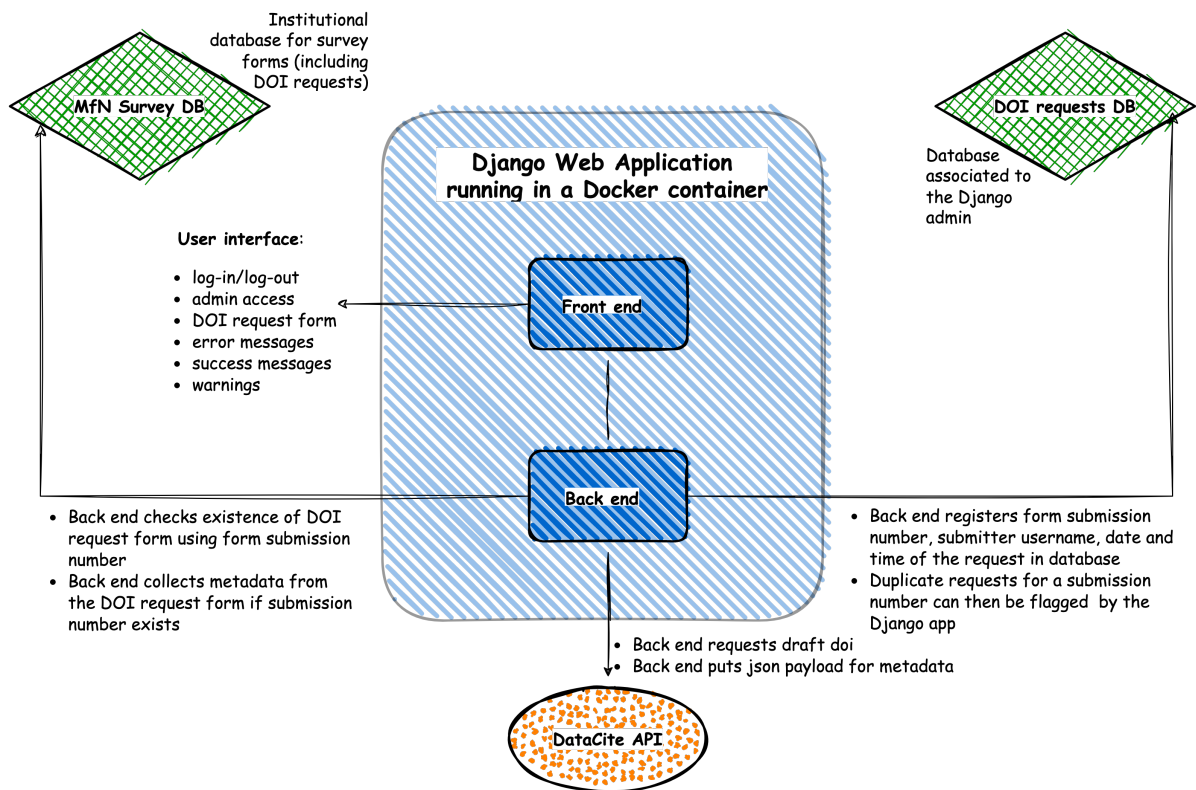 Institutional
database for survey
forms (including
DOI requests)
MfN Survey DB
DOI requests DB
Database
associated to
the Django
admin
Django Web Application
running in a Docker container
User interface:
• log-in/log-out
• admin access
• DOI request form
• error messages
• success messages
• warnings
Front end
Back end
• Back end checks existence of DOI
request form using form submission
number
• Back end collects metadata from
the DOI request form if submission
number exists
• Back end registers form submission
number, submitter username, date and
time of the request in database
• Duplicate requests for a submission
number can then be flagged by the
Django app
• Back end requests draft doi
• Back end puts json payload for metadata
DataCite API